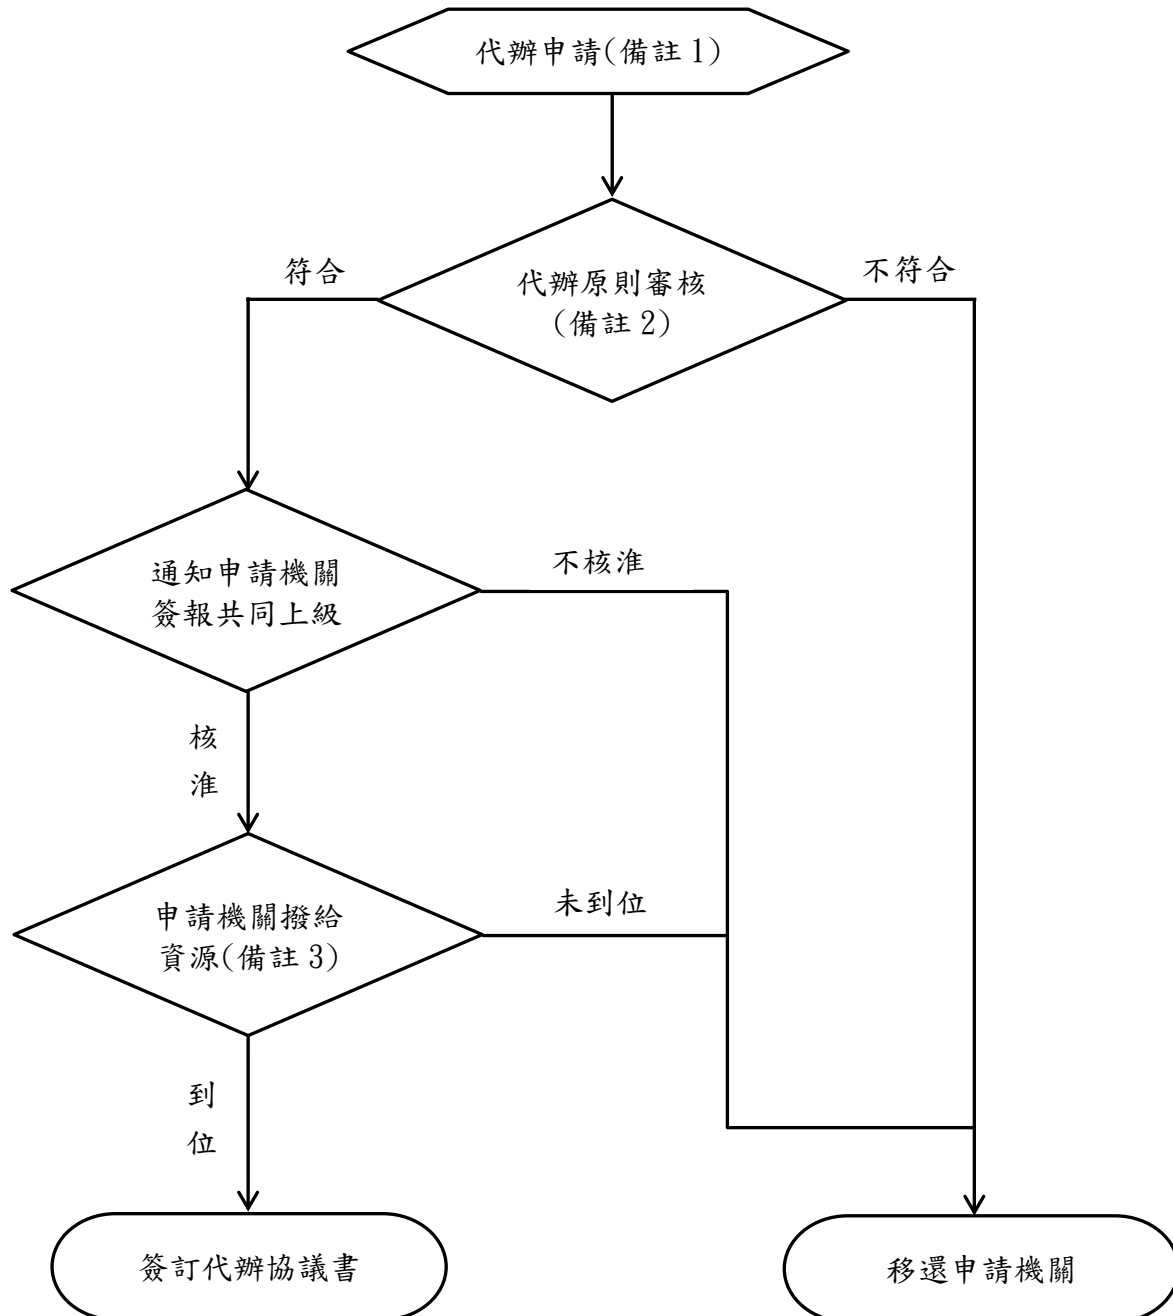 代辦申請(備註 1)
符合
不符合
代辦原則審核
(備註 2)
通知申請機關
簽報共同上級
不核淮
核
淮
申請機關撥給
資源(備註 3)
未到位
到
位
簽訂代辦協議書
移還申請機關